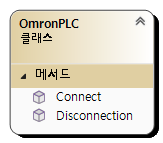 OmronPLC
클래스
메서드
Connect
Disconnection